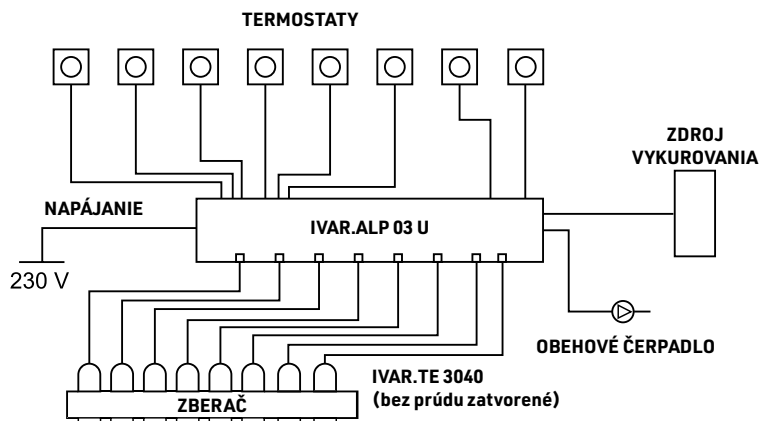 TERMOSTATY
ZDROJ
VYKUROVANIA
NAPÁJANIE
IVAR.ALP 03 U
230 V
OBEHOVÉ ČERPADLO
IVAR.TE 3040
(bez prúdu zatvorené)
ZBERAČ